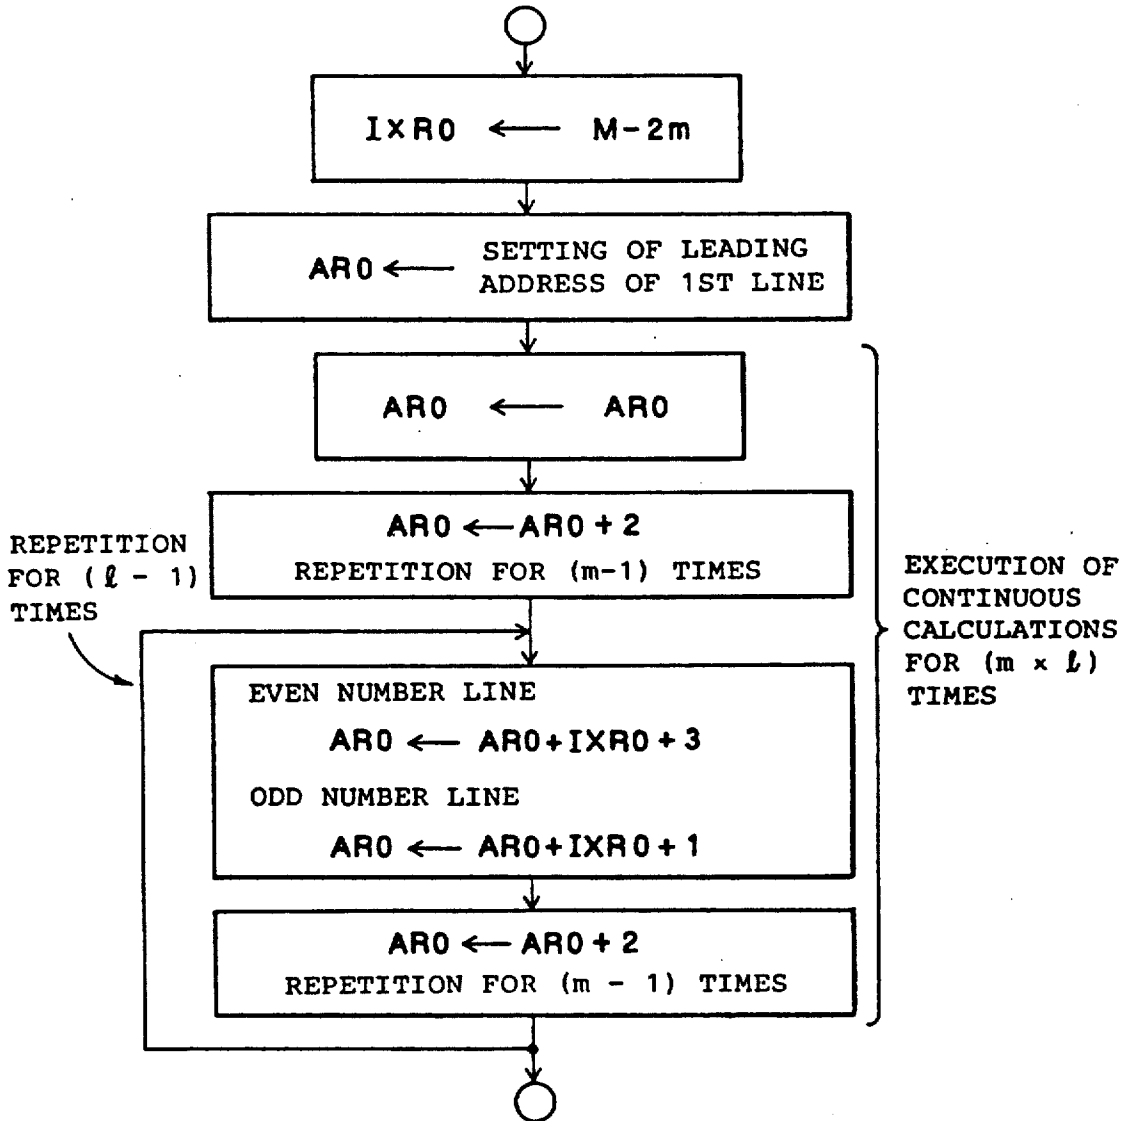 I×R0 ← M-2m
AR0 ← SETTING OF LEADING
ADDRESS OF 1ST LINE
AR0 ← AR0
AR0 ← AR0+2
REPETITION FOR (m-1) TIMES
REPETITION
FOR (ℓ - 1)
TIMES
EVEN NUMBER LINE
AR0 ← AR0+IXR0+3
ODD NUMBER LINE
AR0 ← AR0+IXR0+1
AR0 ← AR0+2
REPETITION FOR (m - 1) TIMES
EXECUTION OF
CONTINUOUS
CALCULATIONS
FOR (m × ℓ)
TIMES